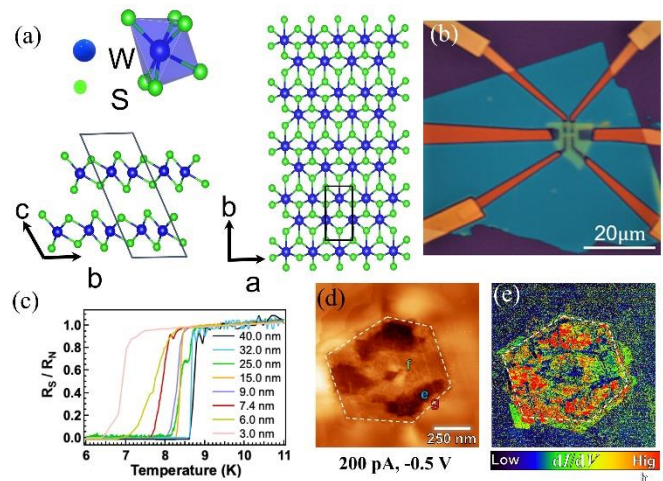 (a)
W
S
c
b
b
a
(b)
20μm
(c)
R_S / R_N
1.0
0.8
0.6
0.4
0.2
0.0
40.0 nm
32.0 nm
25.0 nm
15.0 nm
9.0 nm
7.4 nm
6.0 nm
3.0 nm
6 7 8 9 10 11
Temperature (K)
(d)
f
e
g
250 nm
200 pA, -0.5 V
(e)
Low dI/dV Hig
h